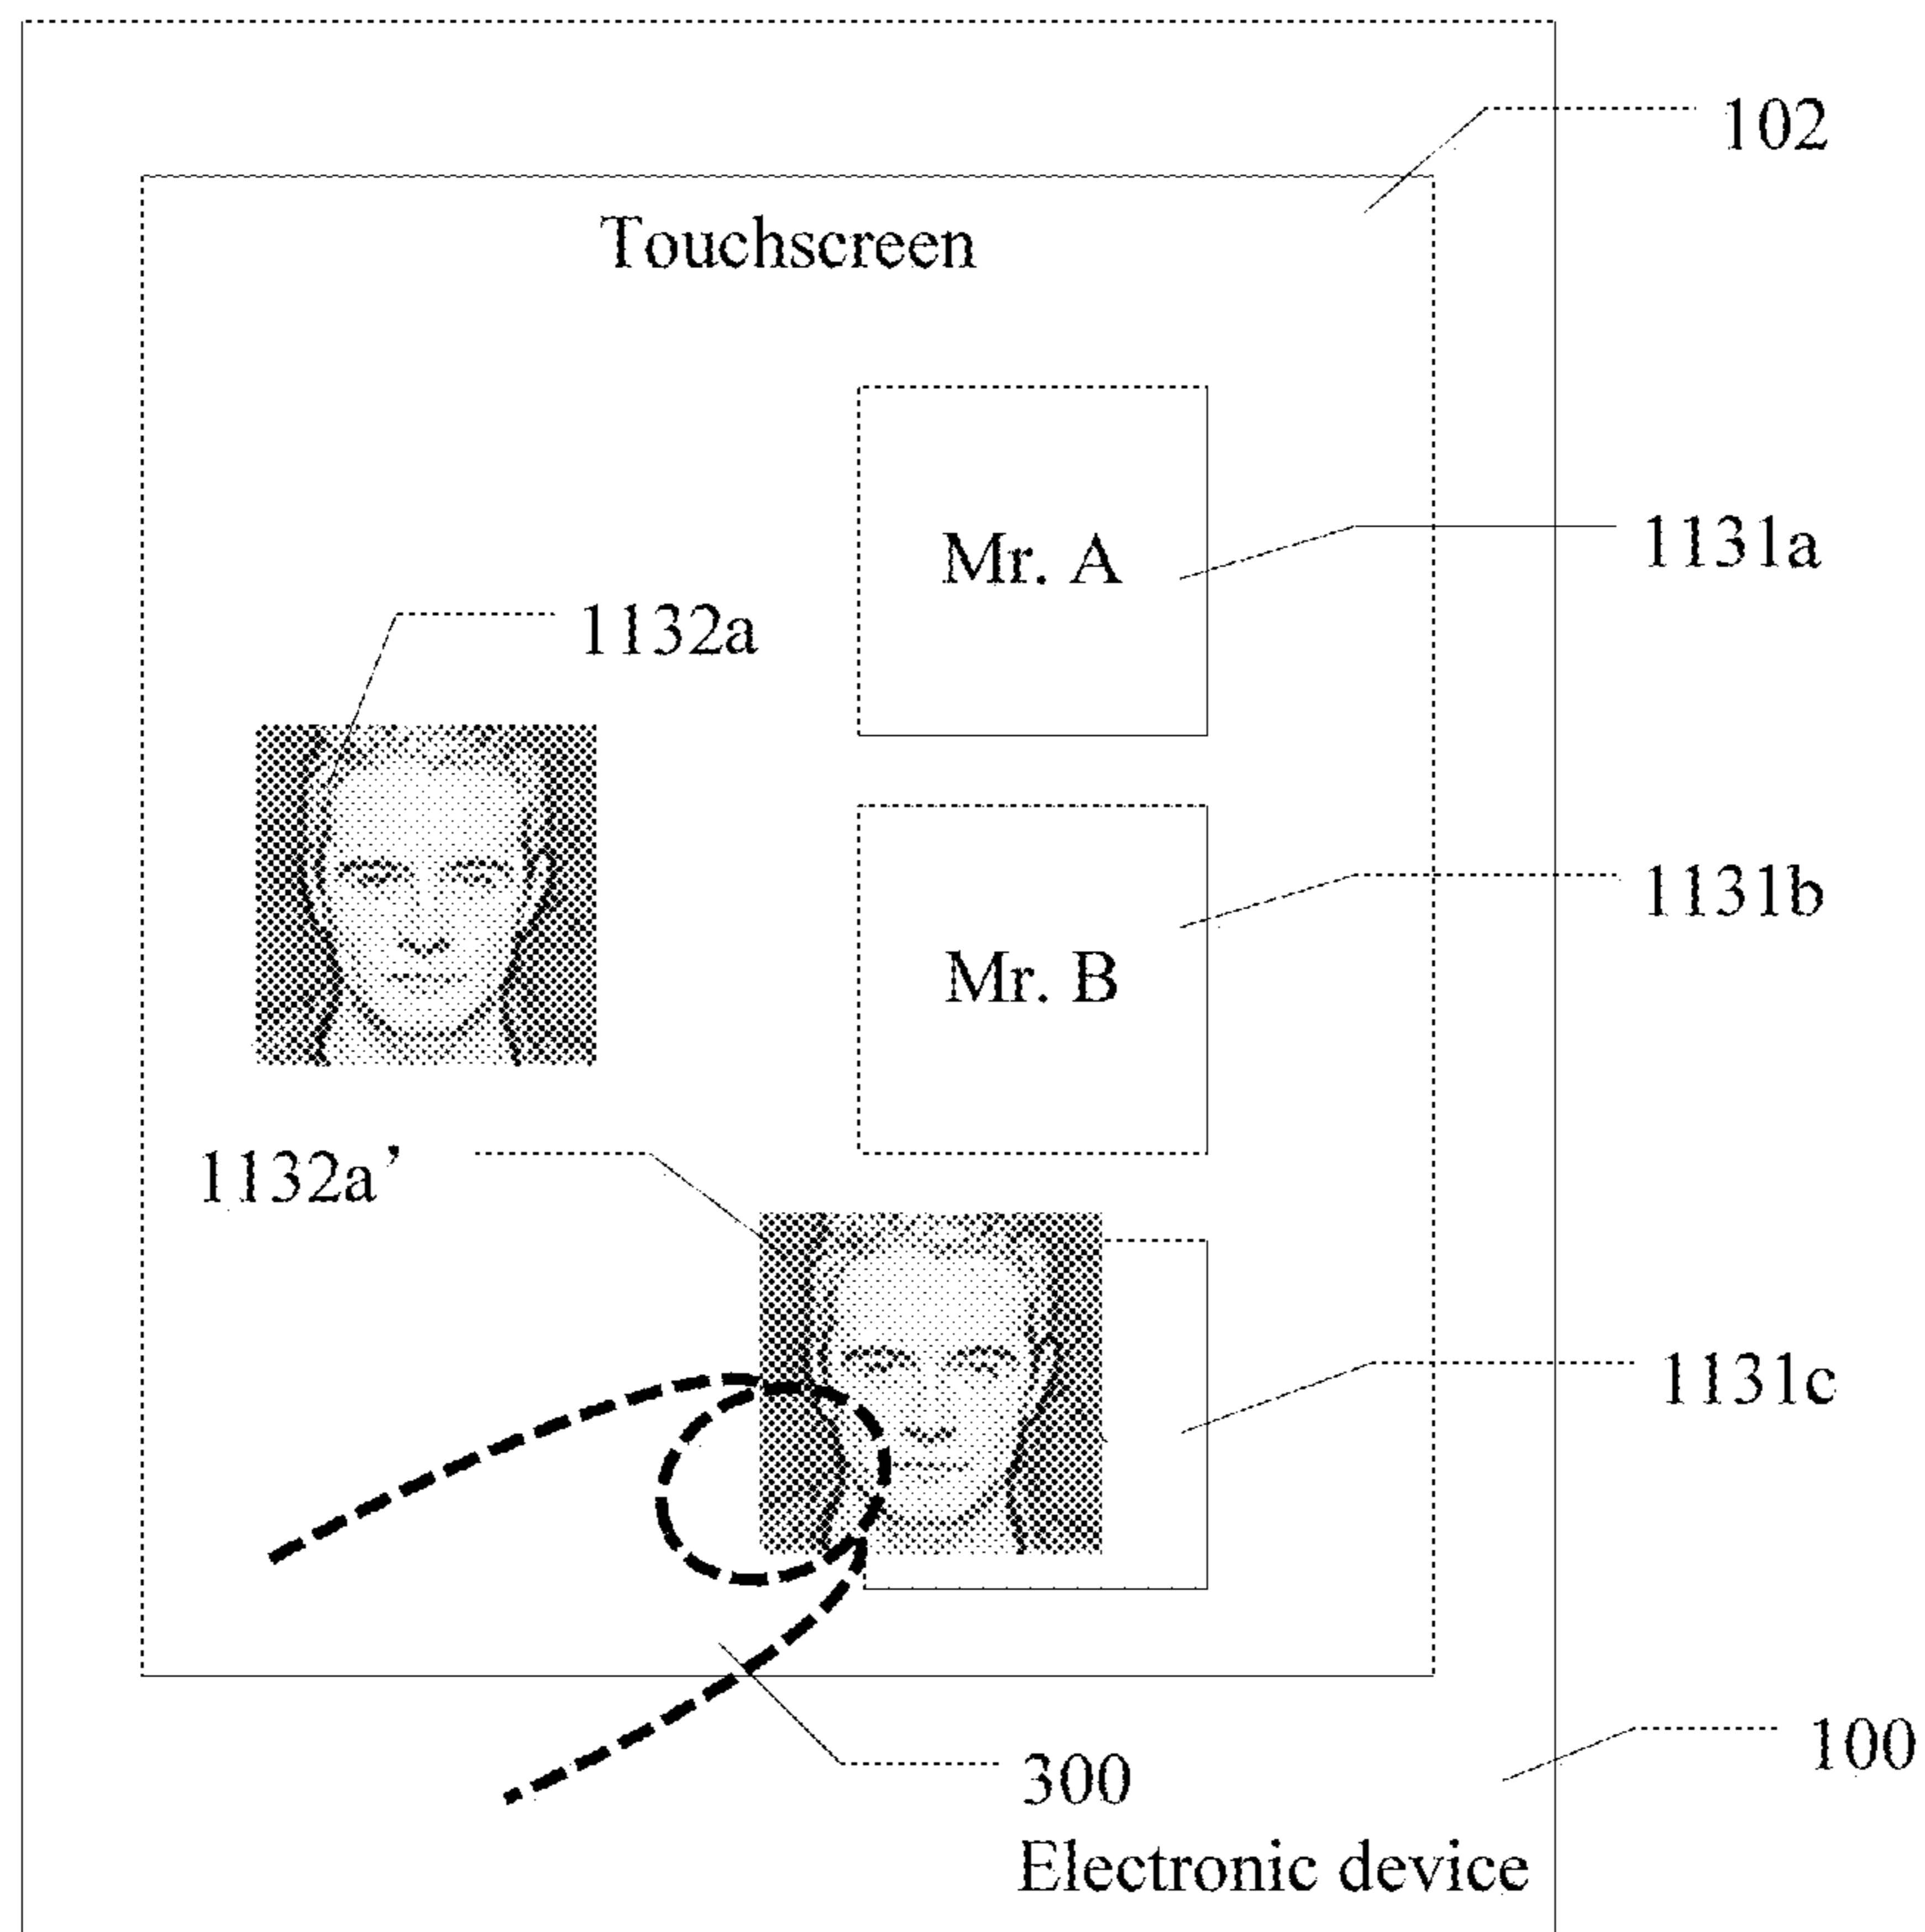 102
Touchscreen
Mr. A
1131a
1132a
1131b
Mr. B
1132a’
1131c
100
300
Electronic device